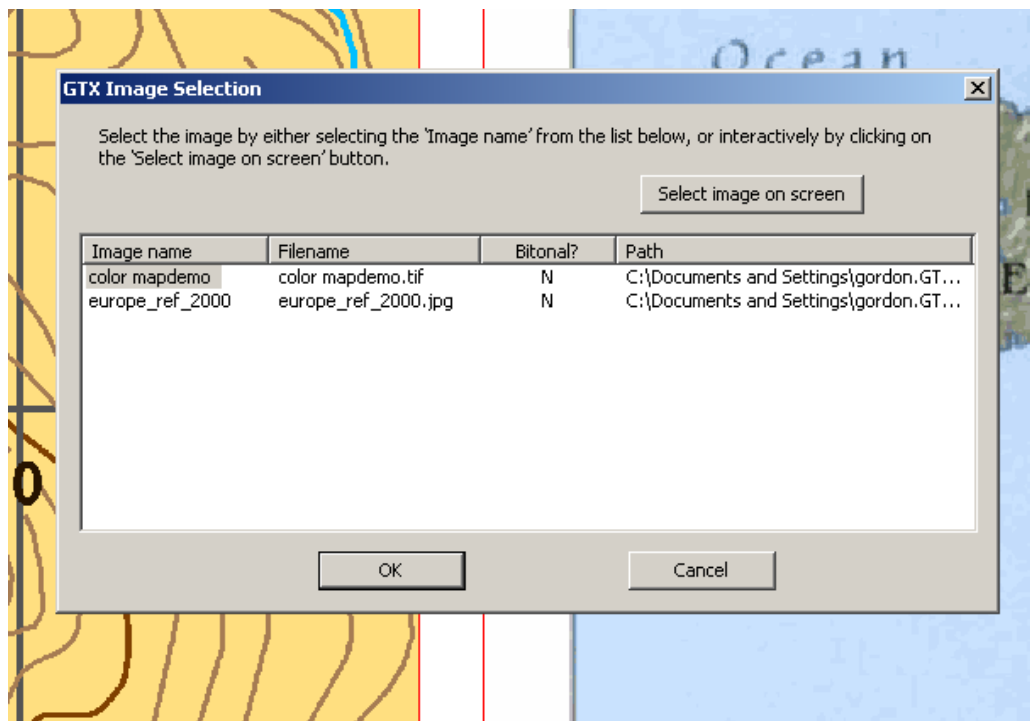 Ocean
GTX Image Selection
Select the image by either selecting the 'Image name' from the list below, or interactively by clicking on
the 'Select image on screen' button.
Select image on screen
Image name Filename Bitonal? Path
color mapdemo color mapdemo.tif N C:\Documents and Settings\gordon.GT...
europe_ref_2000 europe_ref_2000.jpg N C:\Documents and Settings\gordon.GT...
E
0
OK Cancel